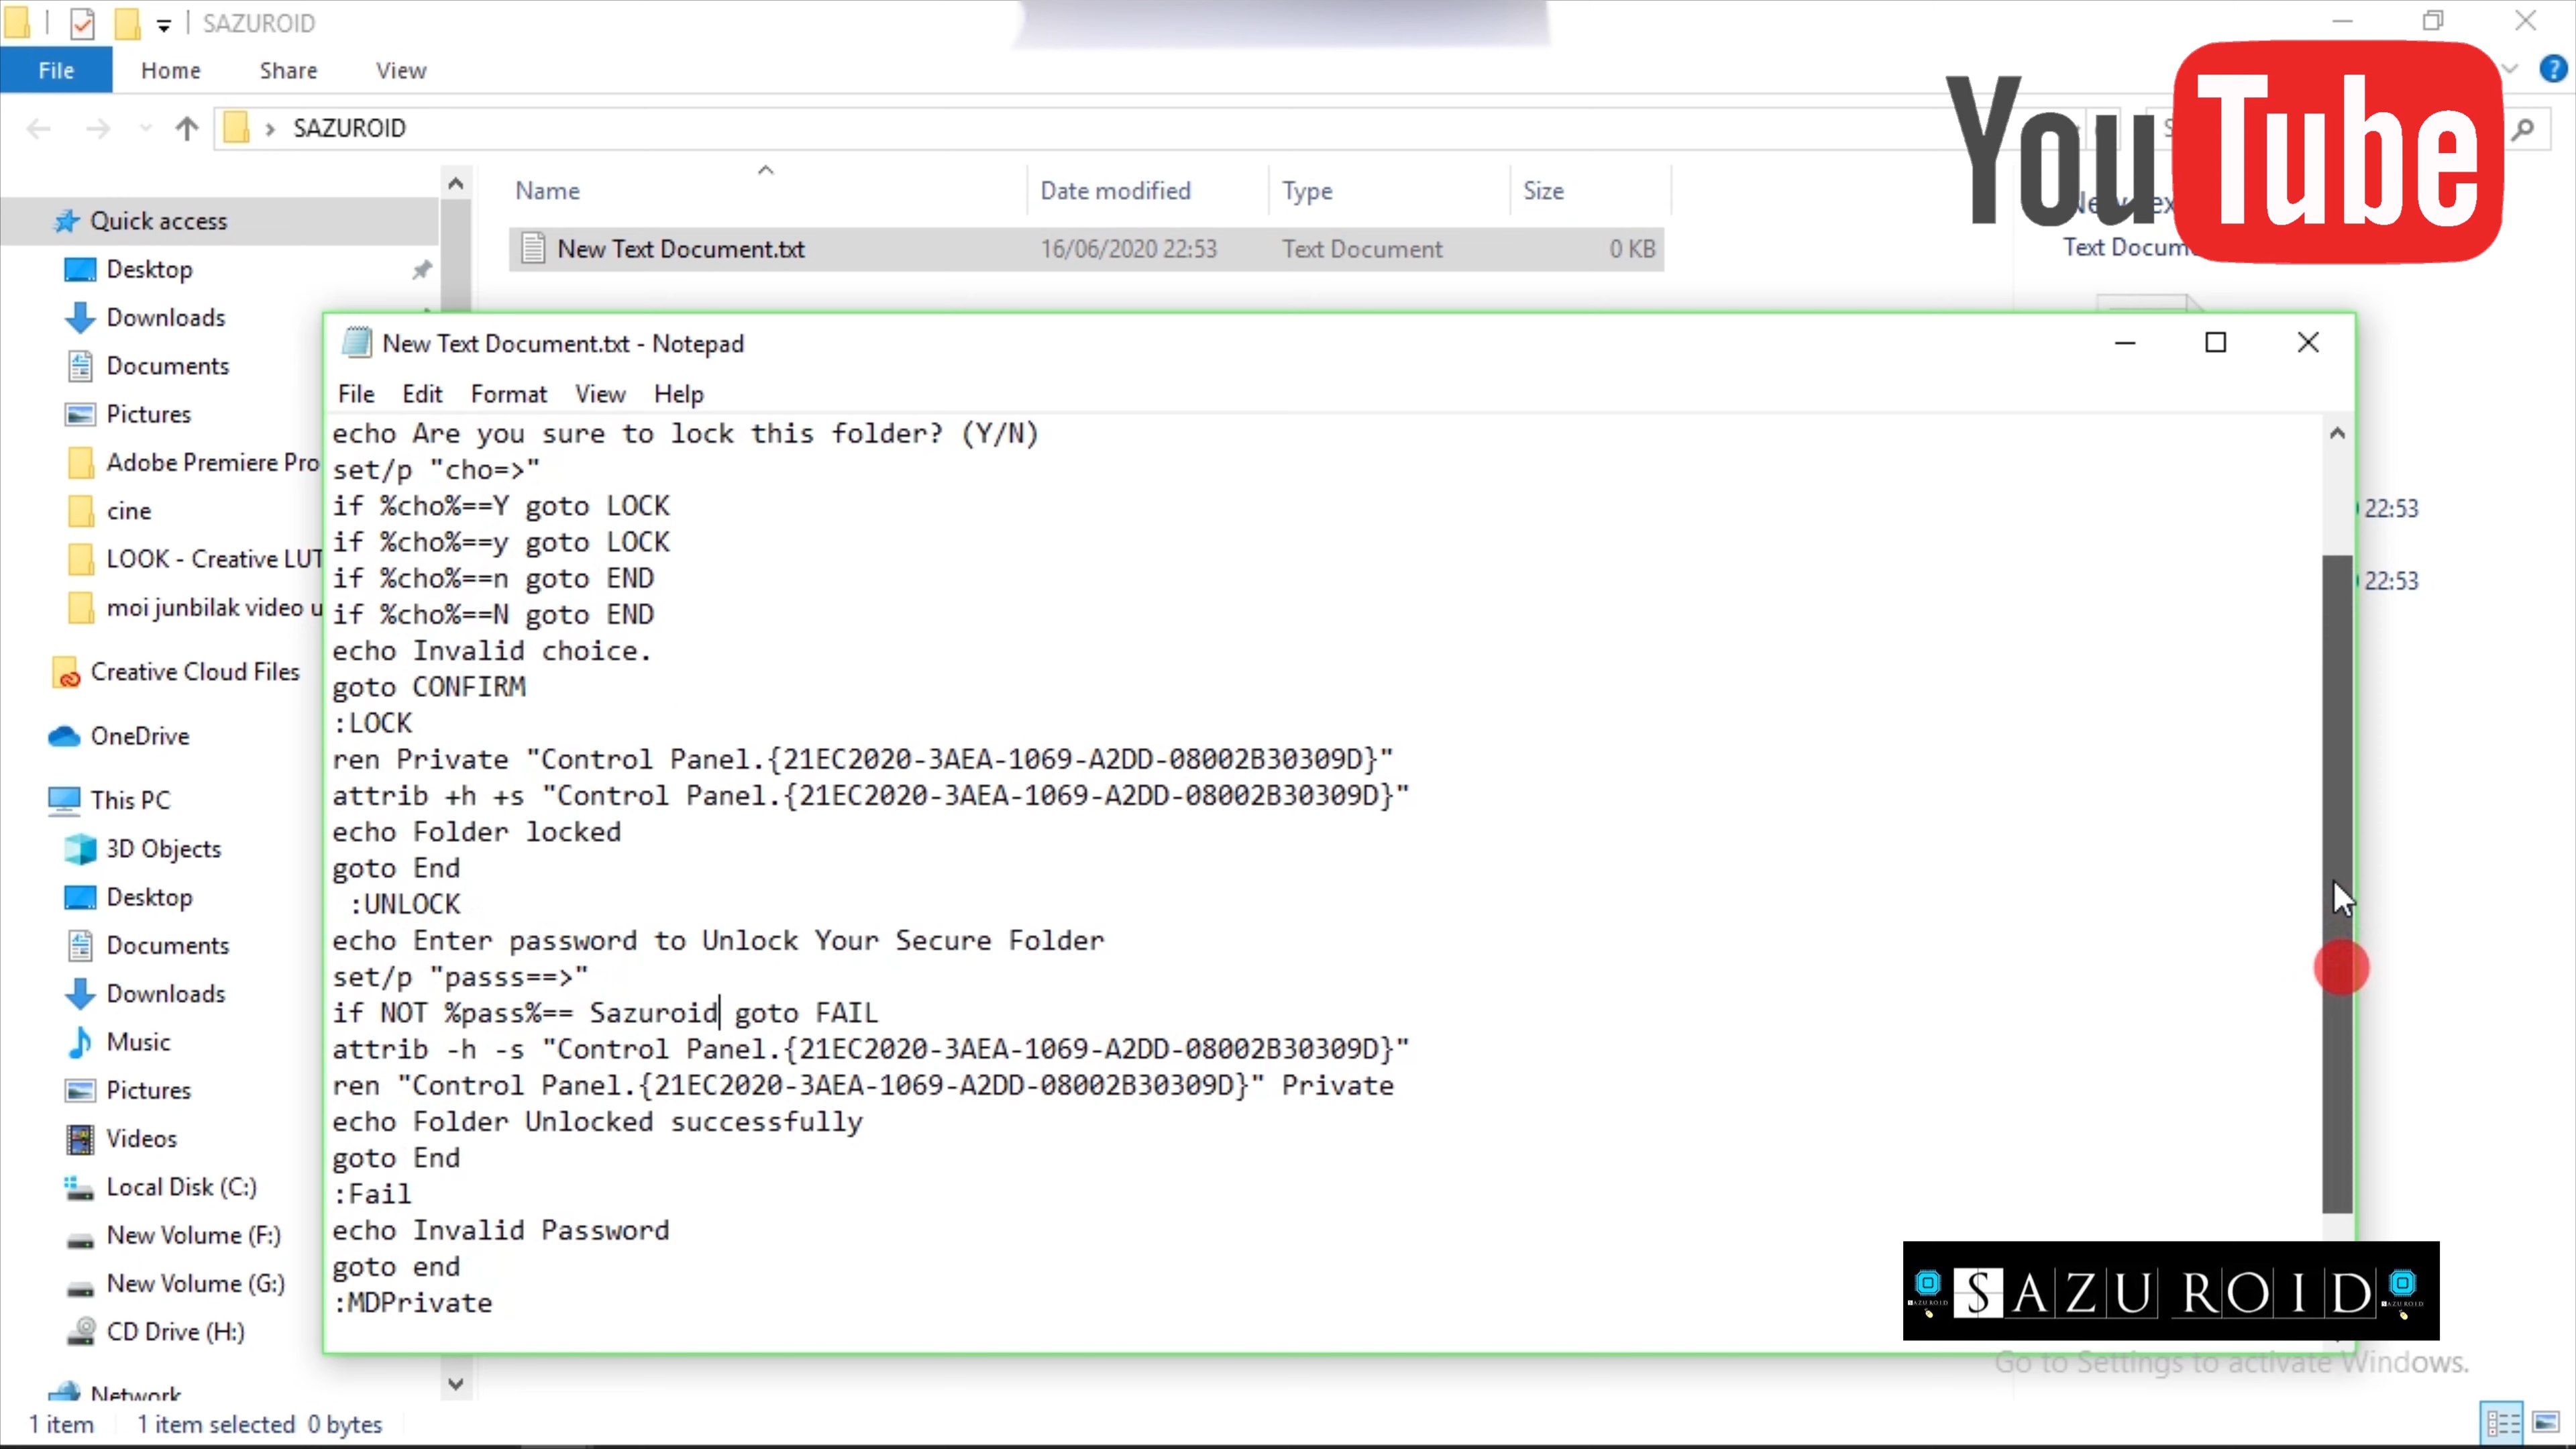 SAZUROID
File Home Share View
SAZUROID
YouTube
Name Date modified Type Size
New Text Document.txt 16/06/2020 22:53 Text Document 0 KB
Text Docum
Quick access
Desktop
Downloads
Documents
Pictures
Adobe Premiere Pro
cine
LOOK - Creative LUT
moi junbilak video u
Creative Cloud Files
OneDrive
This PC
3D Objects
Desktop
Documents
Downloads
Music
Pictures
Videos
Local Disk (C:)
New Volume (F:)
New Volume (G:)
CD Drive (H:)
Network
New Text Document.txt - Notepad
File Edit Format View Help
echo Are you sure to lock this folder? (Y/N)
set/p "cho=>"
if %cho%==Y goto LOCK
if %cho%==y goto LOCK
if %cho%==n goto END
if %cho%==N goto END
echo Invalid choice.
goto CONFIRM
:LOCK
ren Private "Control Panel.{21EC2020-3AEA-1069-A2DD-08002B30309D}"
attrib +h +s "Control Panel.{21EC2020-3AEA-1069-A2DD-08002B30309D}"
echo Folder locked
goto End
:UNLOCK
echo Enter password to Unlock Your Secure Folder
set/p "passs==>"
if NOT %pass%== Sazuroid goto FAIL
attrib -h -s "Control Panel.{21EC2020-3AEA-1069-A2DD-08002B30309D}"
ren "Control Panel.{21EC2020-3AEA-1069-A2DD-08002B30309D}" Private
echo Folder Unlocked successfully
goto End
:Fail
echo Invalid Password
goto end
:MDPrivate
22:53
22:53
SAZUROID
Go to Settings to activate Windows.
1 item 1 item selected 0 bytes